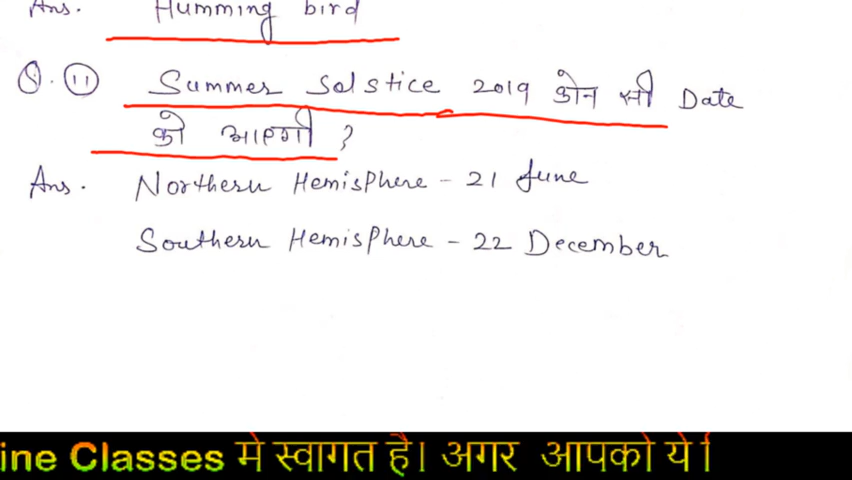 Ans. Humming bird
Q. 11 Summer Solstice 2019 कोन सी Date
को आएगी ?
Ans. Northern Hemisphere - 21 June
Southern Hemisphere - 22 December
ine Classes मे स्वागत है। अगर आपको ये